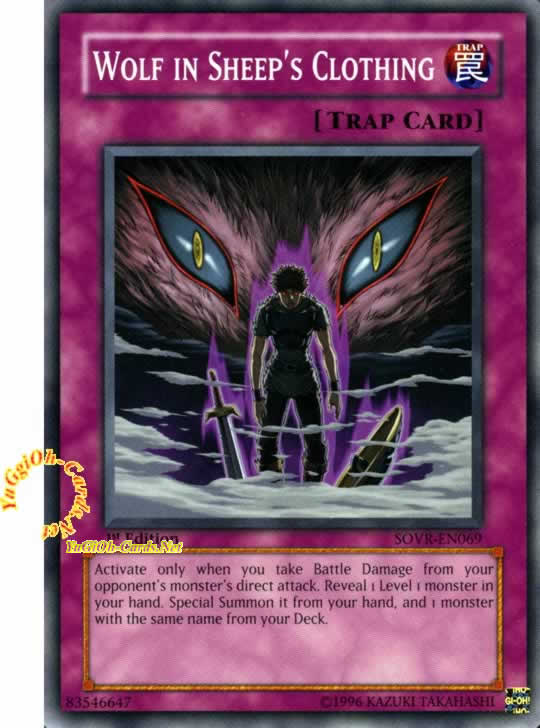 WOLF IN SHEEP'S CLOTHING
TRAP
罠
[TRAP CARD]
YuGiOh-Cards.Net
1st Edition
SOVR-EN069
YuGiOh-Cards.Net
Activate only when you take Battle Damage from your
opponent's monster's direct attack. Reveal 1 Level 1 monster in
your hand. Special Summon it from your hand, and 1 monster
with the same name from your Deck.
83546647
©1996 KAZUKI TAKAHASHI
GI-OH!